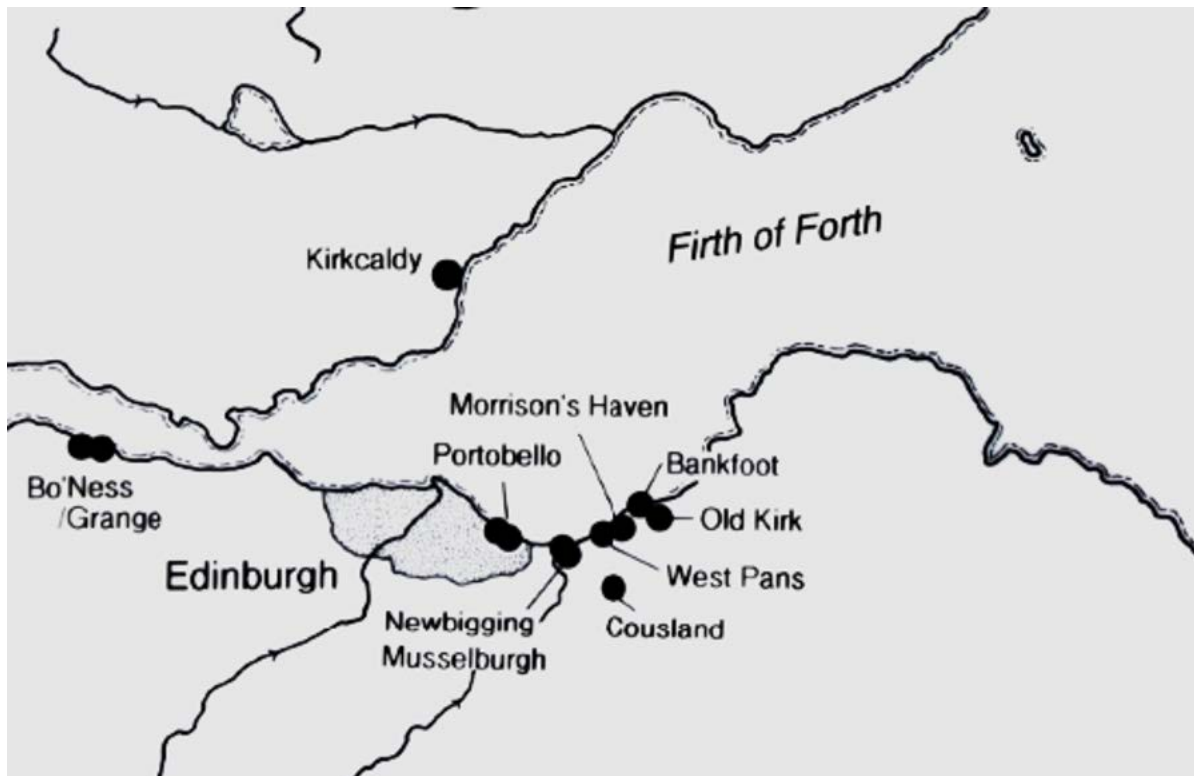 Firth of Forth
Kirkcaldy
Morrison's Haven
Portobello
Bankfoot
Bo'Ness
/Grange
Old Kirk
Edinburgh
West Pans
Newbigging
Musselburgh
Cousland